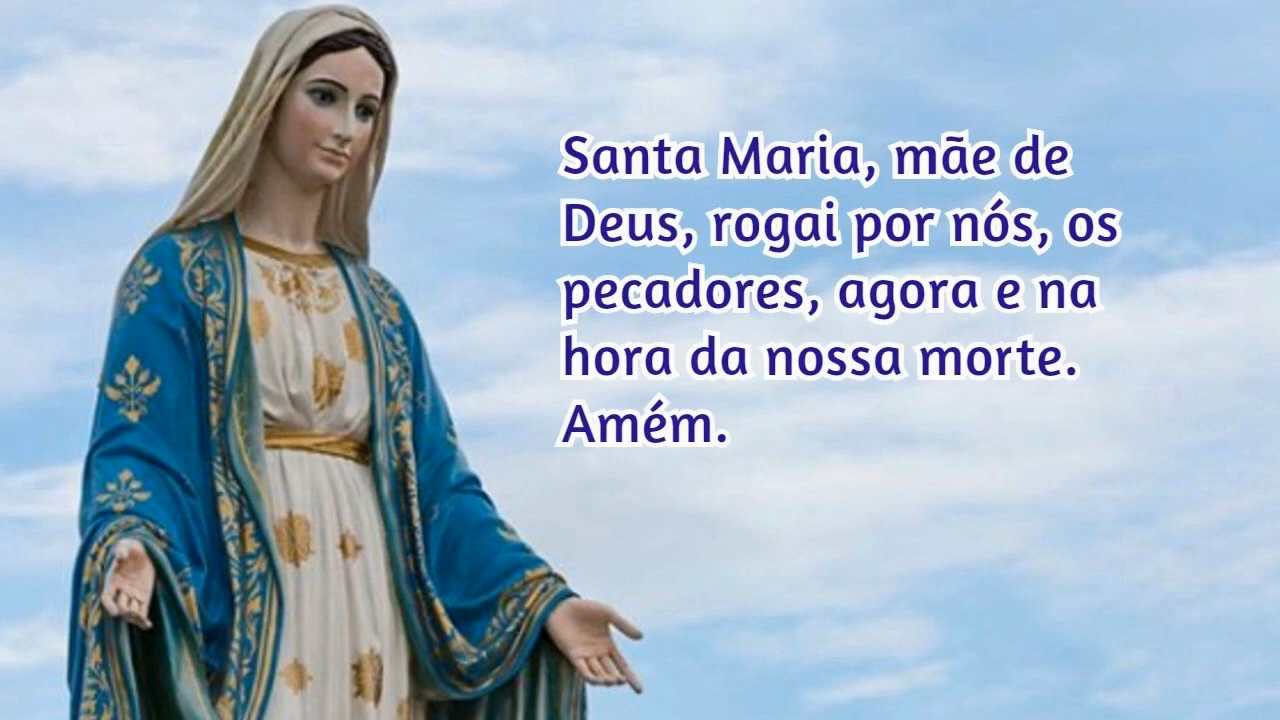 Santa Maria, mãe de
Deus, rogai por nós, os
pecadores, agora e na
hora da nossa morte.
Amém.